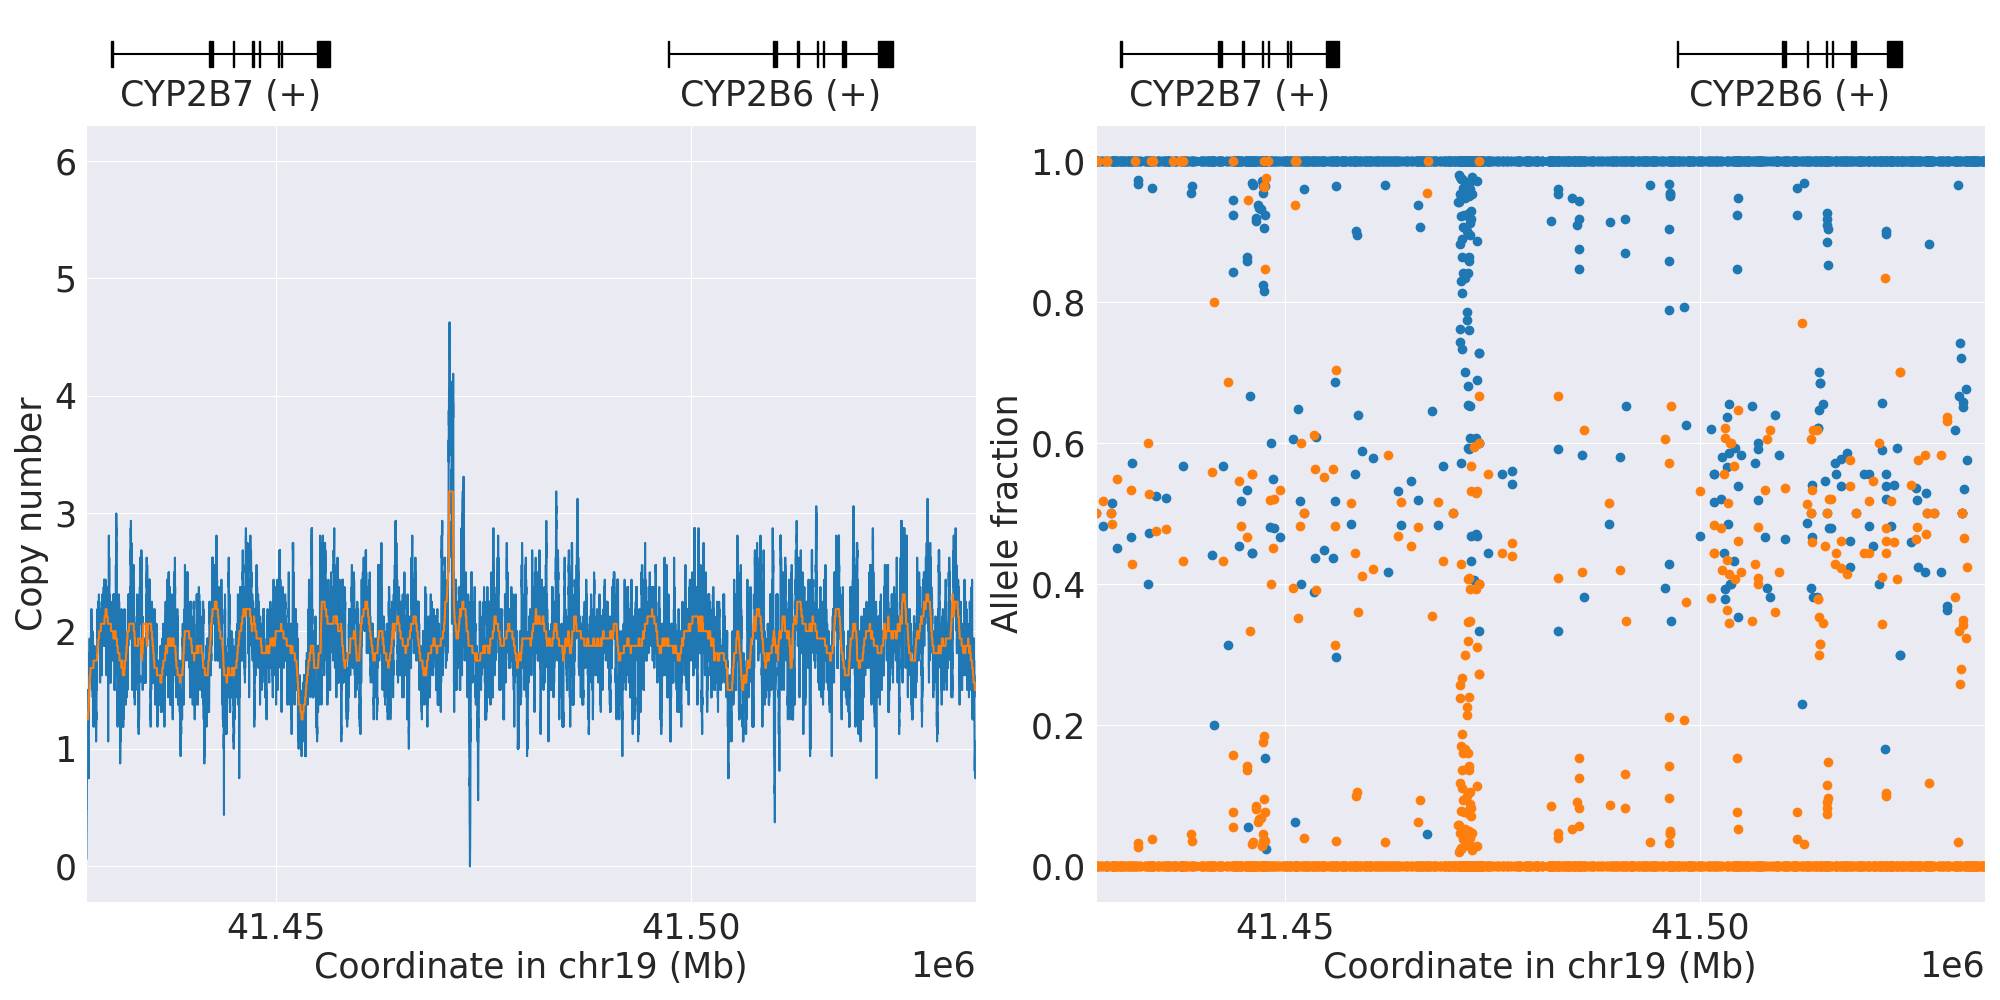 CYP2B7 (+) CYP2B6 (+)
6
5
4
3
2
1
0
Copy number
41.45 41.50
Coordinate in chr19 (Mb) 1e6
CYP2B7 (+) CYP2B6 (+)
1.0
0.8
0.6
0.4
0.2
0.0
Allele fraction
41.45 41.50
Coordinate in chr19 (Mb) 1e6